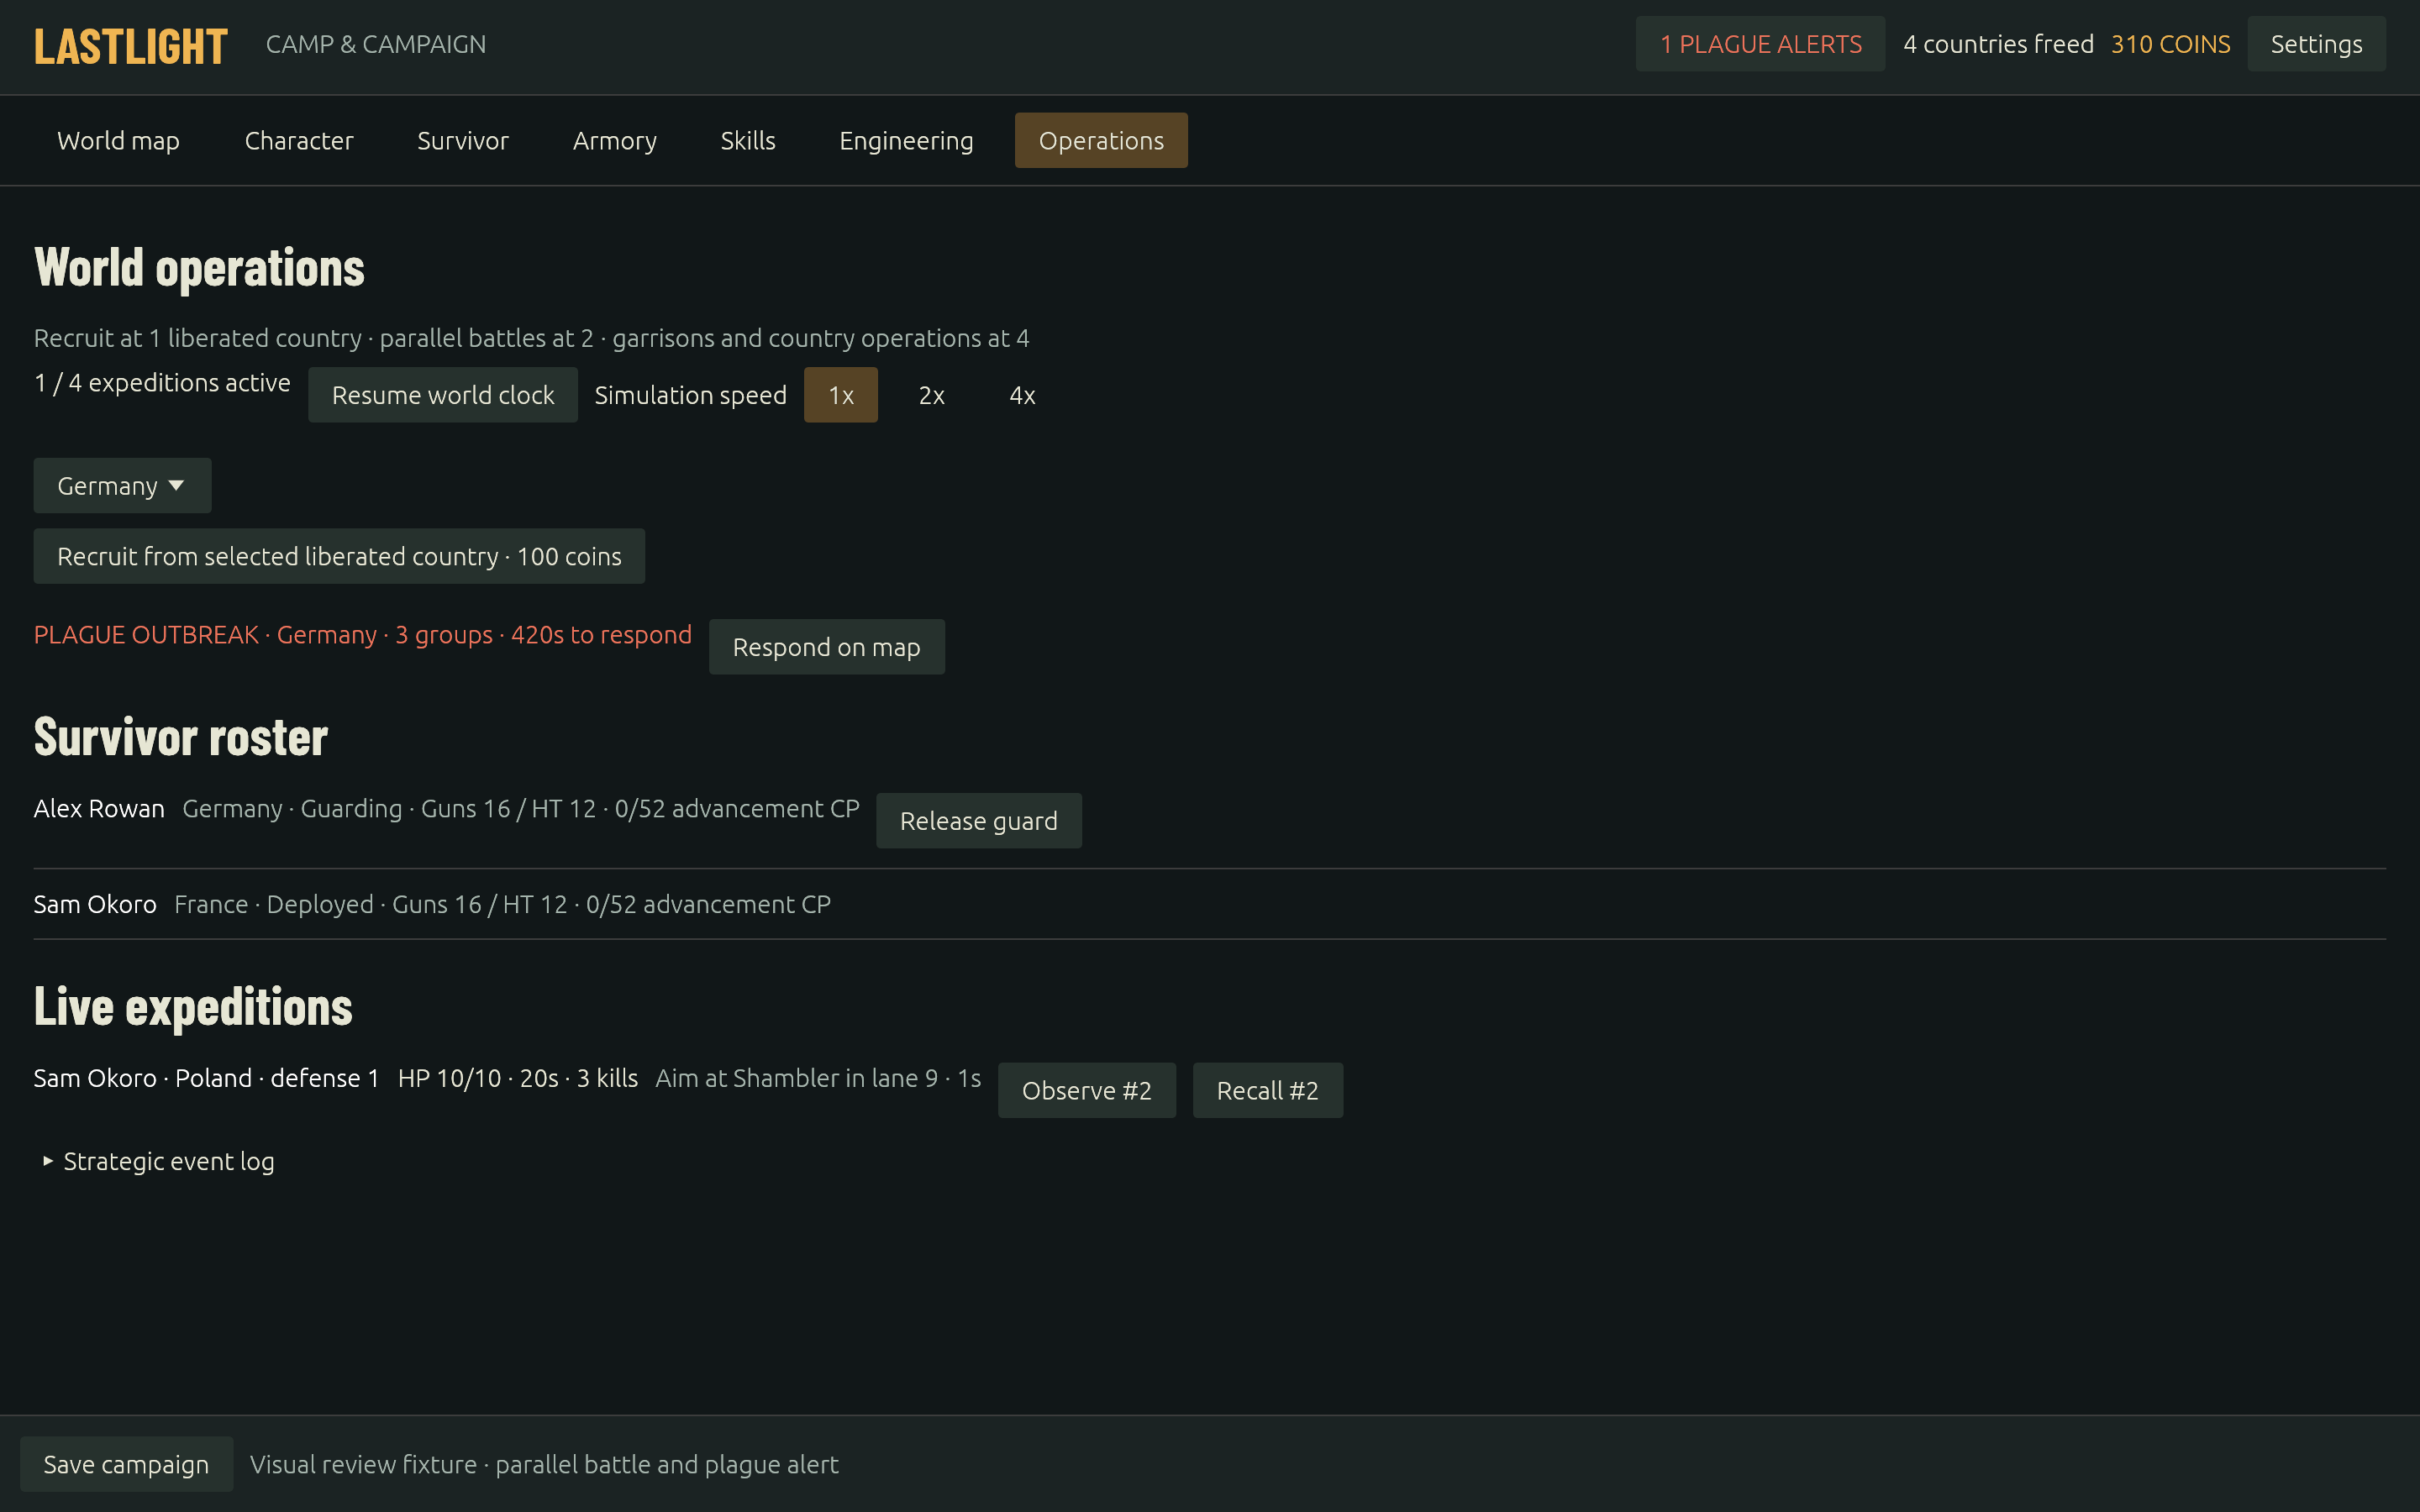 LASTLIGHT CAMP & CAMPAIGN 1 PLAGUE ALERTS 4 countries freed 310 COINS Settings
World map Character Survivor Armory Skills Engineering Operations
World operations
Recruit at 1 liberated country · parallel battles at 2 · garrisons and country operations at 4
1 / 4 expeditions active Resume world clock Simulation speed 1x 2x 4x
Germany
Recruit from selected liberated country · 100 coins
PLAGUE OUTBREAK · Germany · 3 groups · 420s to respond Respond on map
Survivor roster
Alex Rowan Germany · Guarding · Guns 16 / HT 12 · 0/52 advancement CP Release guard
Sam Okoro France · Deployed · Guns 16 / HT 12 · 0/52 advancement CP
Live expeditions
Sam Okoro · Poland · defense 1 HP 10/10 · 20s · 3 kills Aim at Shambler in lane 9 · 1s Observe #2 Recall #2
Strategic event log
Save campaign Visual review fixture · parallel battle and plague alert